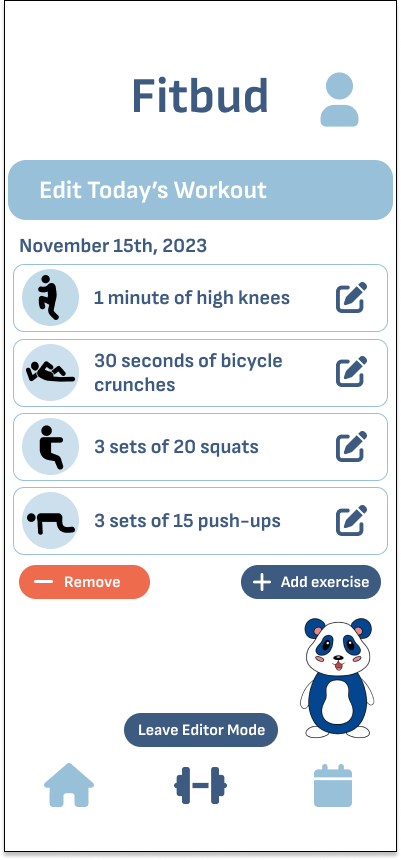 Fitbud
Edit Today's Workout
November 15th, 2023
1 minute of high knees
30 seconds of bicycle
crunches
3 sets of 20 squats
3 sets of 15 push-ups
Remove
Add exercise
Leave Editor Mode